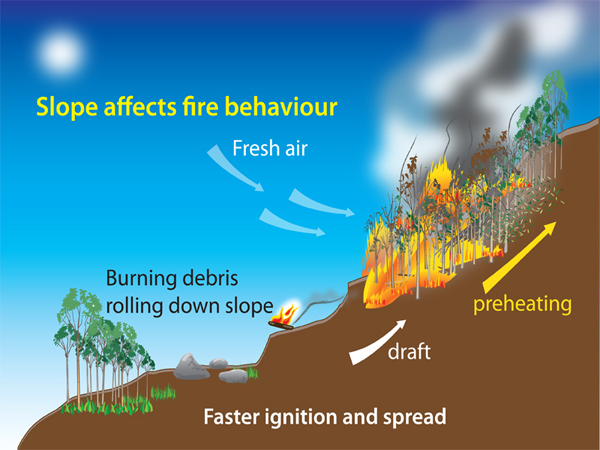 Slope affects fire behaviour
Fresh air
Burning debris
rolling down slope
preheating
draft
Faster ignition and spread